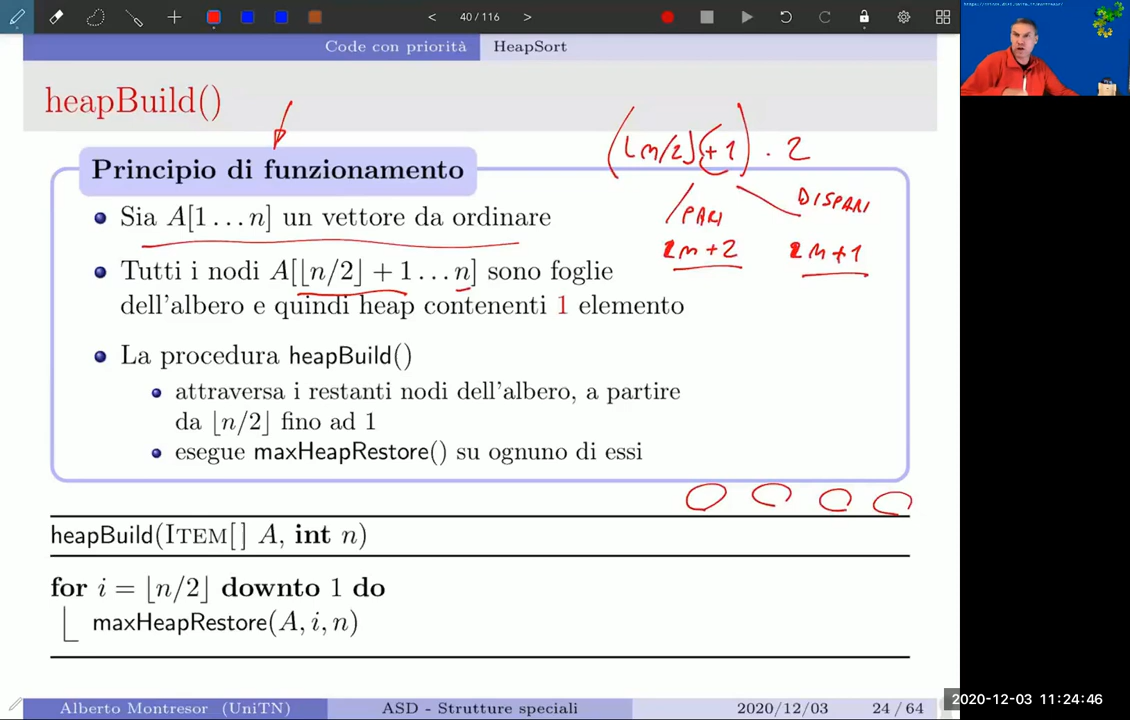 40 / 116
Code con priorità HeapSort
heapBuild()
(⌊n/2⌋ + 1) · 2
PARI DISPARI
Principio di funzionamento
Sia A[1 . . . n] un vettore da ordinare
Tutti i nodi A[⌊n/2⌋ + 1 . . . n] sono foglie
dell'albero e quindi heap contenenti 1 elemento
La procedura heapBuild()
attraversa i restanti nodi dell'albero, a partire
da ⌊n/2⌋ fino ad 1
esegue maxHeapRestore() su ognuno di essi
heapBuild(ITEM[ ] A, int n)
for i = ⌊n/2⌋ downto 1 do
maxHeapRestore(A, i, n)
Alberto Montresor (UniTN) ASD - Strutture speciali 2020/12/03 24 / 64
2020-12-03 11:24:46